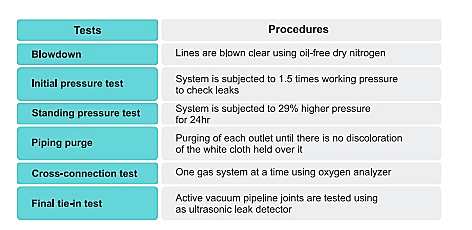 Tests
Procedures
Blowdown
Lines are blown clear using oil-free dry nitrogen
Initial pressure test
System is subjected to 1.5 times working pressure
to check leaks
Standing pressure test
System is subjected to 29% higher pressure
for 24hr
Piping purge
Purging of each outlet until there is no discoloration
of the white cloth held over it
Cross-connection test
One gas system at a time using oxygen analyzer
Final tie-in test
Active vacuum pipeline joints are tested using
as ultrasonic leak detector